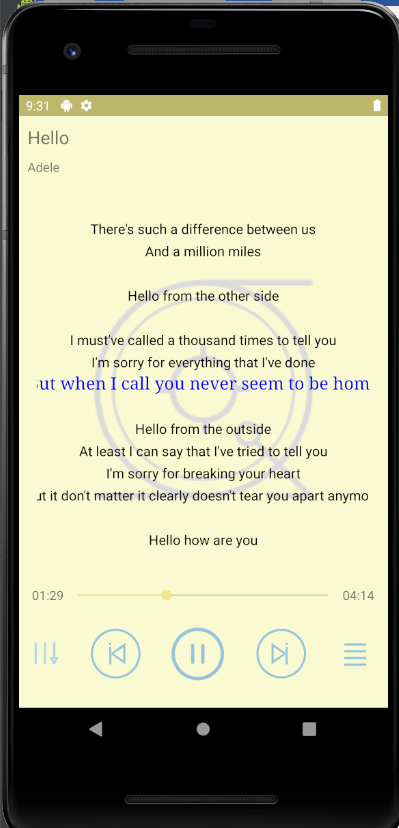 9:31
Hello
Adele
There's such a difference between us
And a million miles
Hello from the other side
I must've called a thousand times to tell you
I'm sorry for everything that I've done
ut when I call you never seem to be hom
Hello from the outside
At least I can say that I've tried to tell you
I'm sorry for breaking your heart
ut it don't matter it clearly doesn't tear you apart anymo
Hello how are you
01:29
04:14